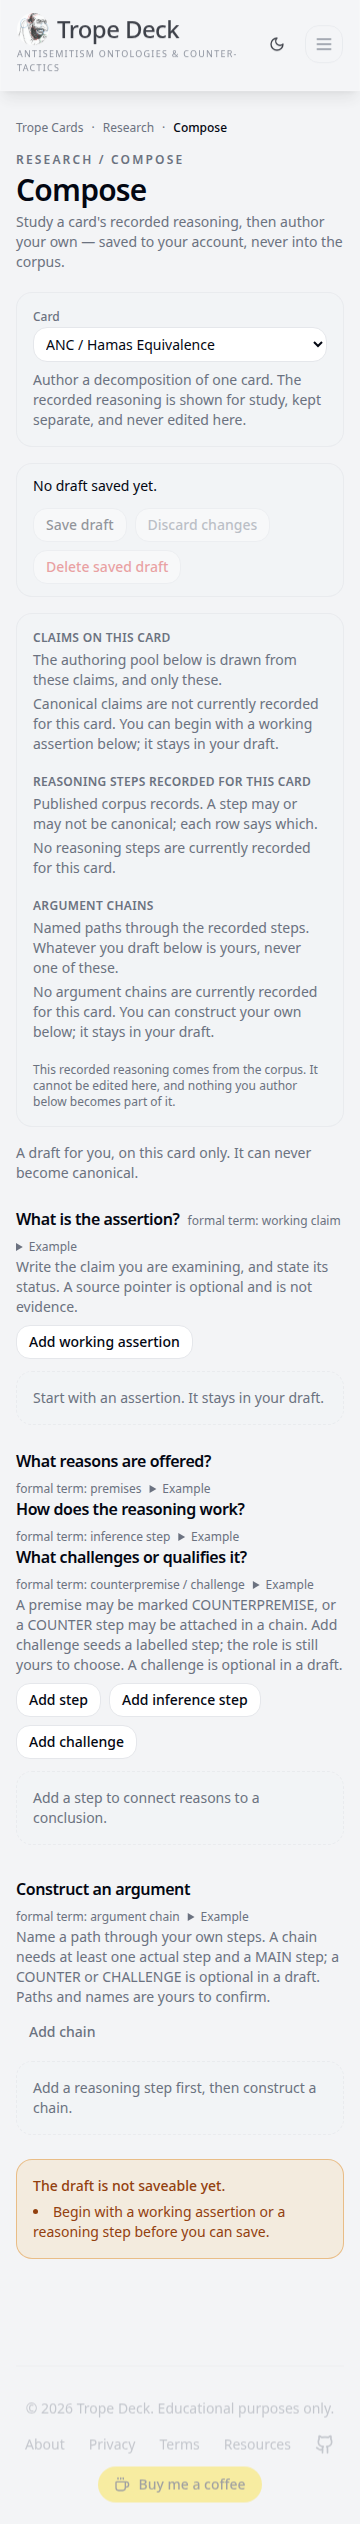 Trope Deck
ANTISEMITISM ONTOLOGIES & COUNTER-
TACTICS
Trope Cards · Research · Compose
RESEARCH / COMPOSE
Compose
Study a card's recorded reasoning, then author
your own — saved to your account, never into the
corpus.
Card
ANC / Hamas Equivalence
Author a decomposition of one card. The
recorded reasoning is shown for study, kept
separate, and never edited here.
No draft saved yet.
Save draft Discard changes
Delete saved draft
CLAIMS ON THIS CARD
The authoring pool below is drawn from
these claims, and only these.
Canonical claims are not currently recorded
for this card. You can begin with a working
assertion below; it stays in your draft.
REASONING STEPS RECORDED FOR THIS CARD
Published corpus records. A step may or
may not be canonical; each row says which.
No reasoning steps are currently recorded
for this card.
ARGUMENT CHAINS
Named paths through the recorded steps.
Whatever you draft below is yours, never
one of these.
No argument chains are currently recorded
for this card. You can construct your own
below; it stays in your draft.
This recorded reasoning comes from the corpus. It
cannot be edited here, and nothing you author
below becomes part of it.
A draft for you, on this card only. It can never
become canonical.
What is the assertion? formal term: working claim
Example
Write the claim you are examining, and state its
status. A source pointer is optional and is not
evidence.
Add working assertion
Start with an assertion. It stays in your draft.
What reasons are offered?
formal term: premises Example
How does the reasoning work?
formal term: inference step Example
What challenges or qualifies it?
formal term: counterpremise / challenge Example
A premise may be marked COUNTERPREMISE, or
a COUNTER step may be attached in a chain. Add
challenge seeds a labelled step; the role is still
yours to choose. A challenge is optional in a draft.
Add step Add inference step
Add challenge
Add a step to connect reasons to a
conclusion.
Construct an argument
formal term: argument chain Example
Name a path through your own steps. A chain
needs at least one actual step and a MAIN step; a
COUNTER or CHALLENGE is optional in a draft.
Paths and names are yours to confirm.
Add chain
Add a reasoning step first, then construct a
chain.
The draft is not saveable yet.
• Begin with a working assertion or a
reasoning step before you can save.
© 2026 Trope Deck. Educational purposes only.
About Privacy Terms Resources
Buy me a coffee